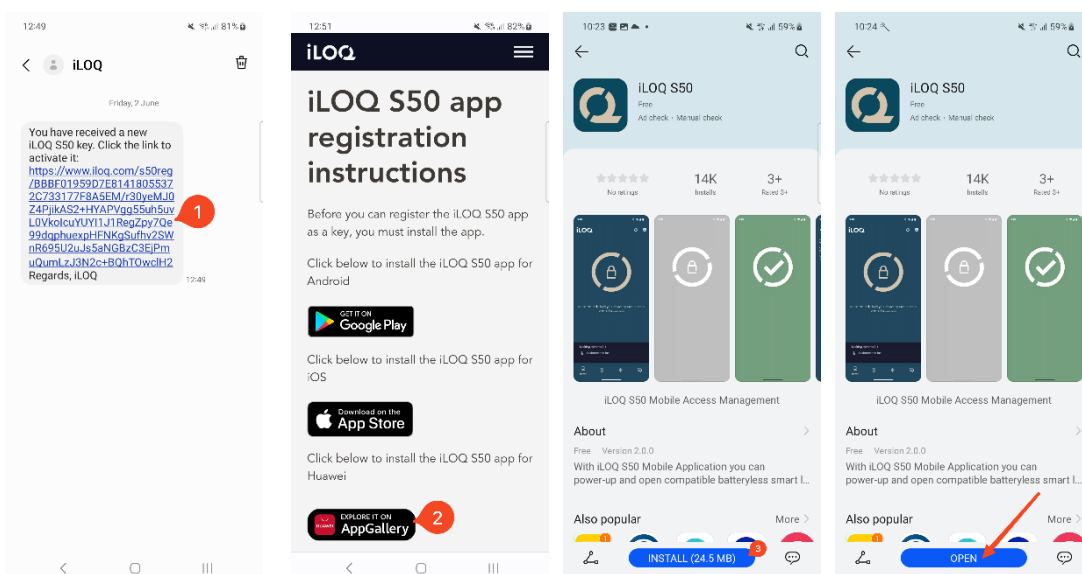 12:49
81%
iLOQ
Friday, 2 June
You have received a new
iLOQ S50 key. Click the link to
activate it:
https://www.iloq.com/s50reg
/BBBF01959D7E8141805537
2C733177F8A5EM/r30yeMJ0
Z4PjikAS2+HYAPVgg55uh5uv
L0VkoIcuYUYI1J1RegZpy7Qe
99dqphuexpHFNKgSufhv2SW
nR695U2uJs5aNGBzC3EjPm
uQumLzJ3N2c+BQhTOwclH2
Regards, iLOQ
12:49
1
12:51
82%
iLOQ
iLOQ S50 app
registration
instructions
Before you can register the iLOQ S50 app
as a key, you must install the app.
Click below to install the iLOQ S50 app for
Android
GET IT ON
Google Play
Click below to install the iLOQ S50 app for
iOS
Download on the
App Store
Click below to install the iLOQ S50 app for
Huawei
HUAWEI
EXPLORE IT ON
AppGallery
2
10:23
59%
iLOQ S50
Free
Ad check · Manual check
No ratings
14K
Installs
3+
Rated 3+
iLOQ
iLOQ S50 Mobile Access Management
About
Free Version 2.0.0
With iLOQ S50 Mobile Application you can
power-up and open compatible batteryless smart l...
Also popular
More
INSTALL (24.5 MB)
3
10:24
59%
iLOQ S50
Free
Ad check · Manual check
No ratings
14K
Installs
3+
Rated 3+
iLOQ
iLOQ S50 Mobile Access Management
About
Free Version 2.0.0
With iLOQ S50 Mobile Application you can
power-up and open compatible batteryless smart l...
Also popular
More
OPEN